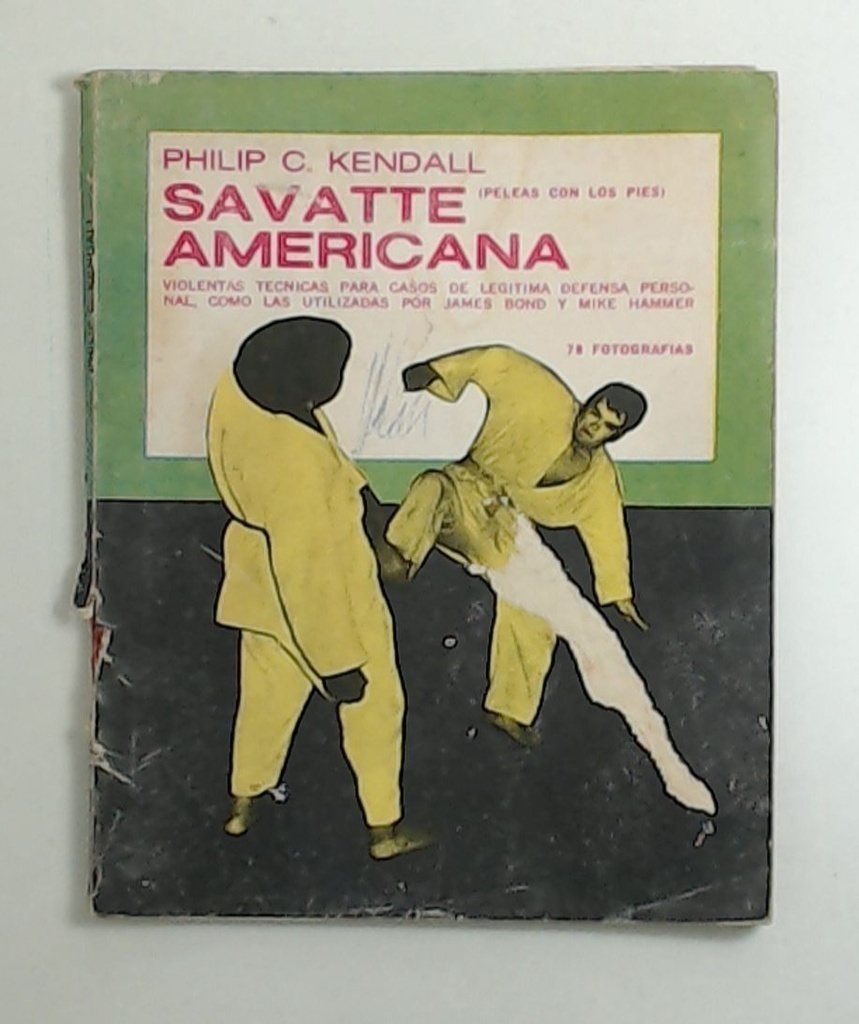 PHILIP C. KENDALL
SAVATTE (PELEAS CON LOS PIES)
AMERICANA
VIOLENTAS TECNICAS PARA CASOS DE LEGITIMA DEFENSA PERSO-
NAL, COMO LAS UTILIZADAS POR JAMES BOND Y MIKE HAMMER
78 FOTOGRAFIAS